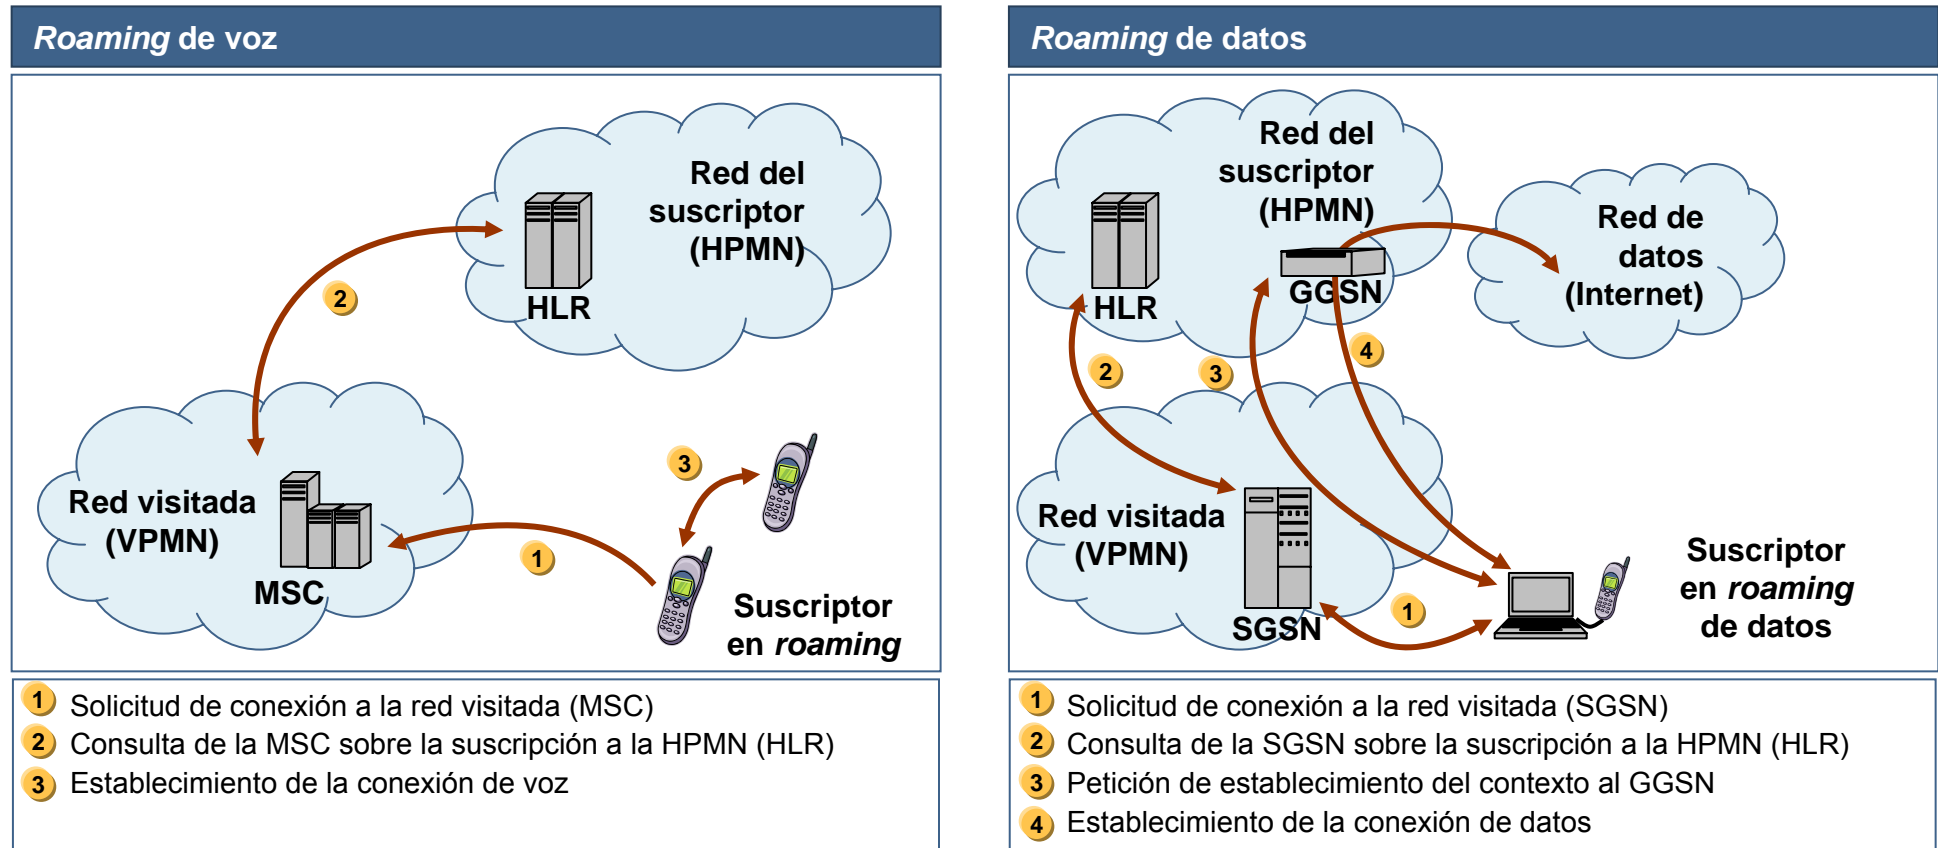 Roaming de voz
Red del
suscriptor
(HPMN)
HLR
2
Red visitada
(VPMN)
MSC
1
3
Suscriptor
en roaming
1 Solicitud de conexión a la red visitada (MSC)
2 Consulta de la MSC sobre la suscripción a la HPMN (HLR)
3 Establecimiento de la conexión de voz
Roaming de datos
Red del
suscriptor
(HPMN)
HLR
GGSN
Red de
datos
(Internet)
2
3
4
Red visitada
(VPMN)
SGSN
1
Suscriptor
en roaming
de datos
1 Solicitud de conexión a la red visitada (SGSN)
2 Consulta de la SGSN sobre la suscripción a la HPMN (HLR)
3 Petición de establecimiento del contexto al GGSN
4 Establecimiento de la conexión de datos